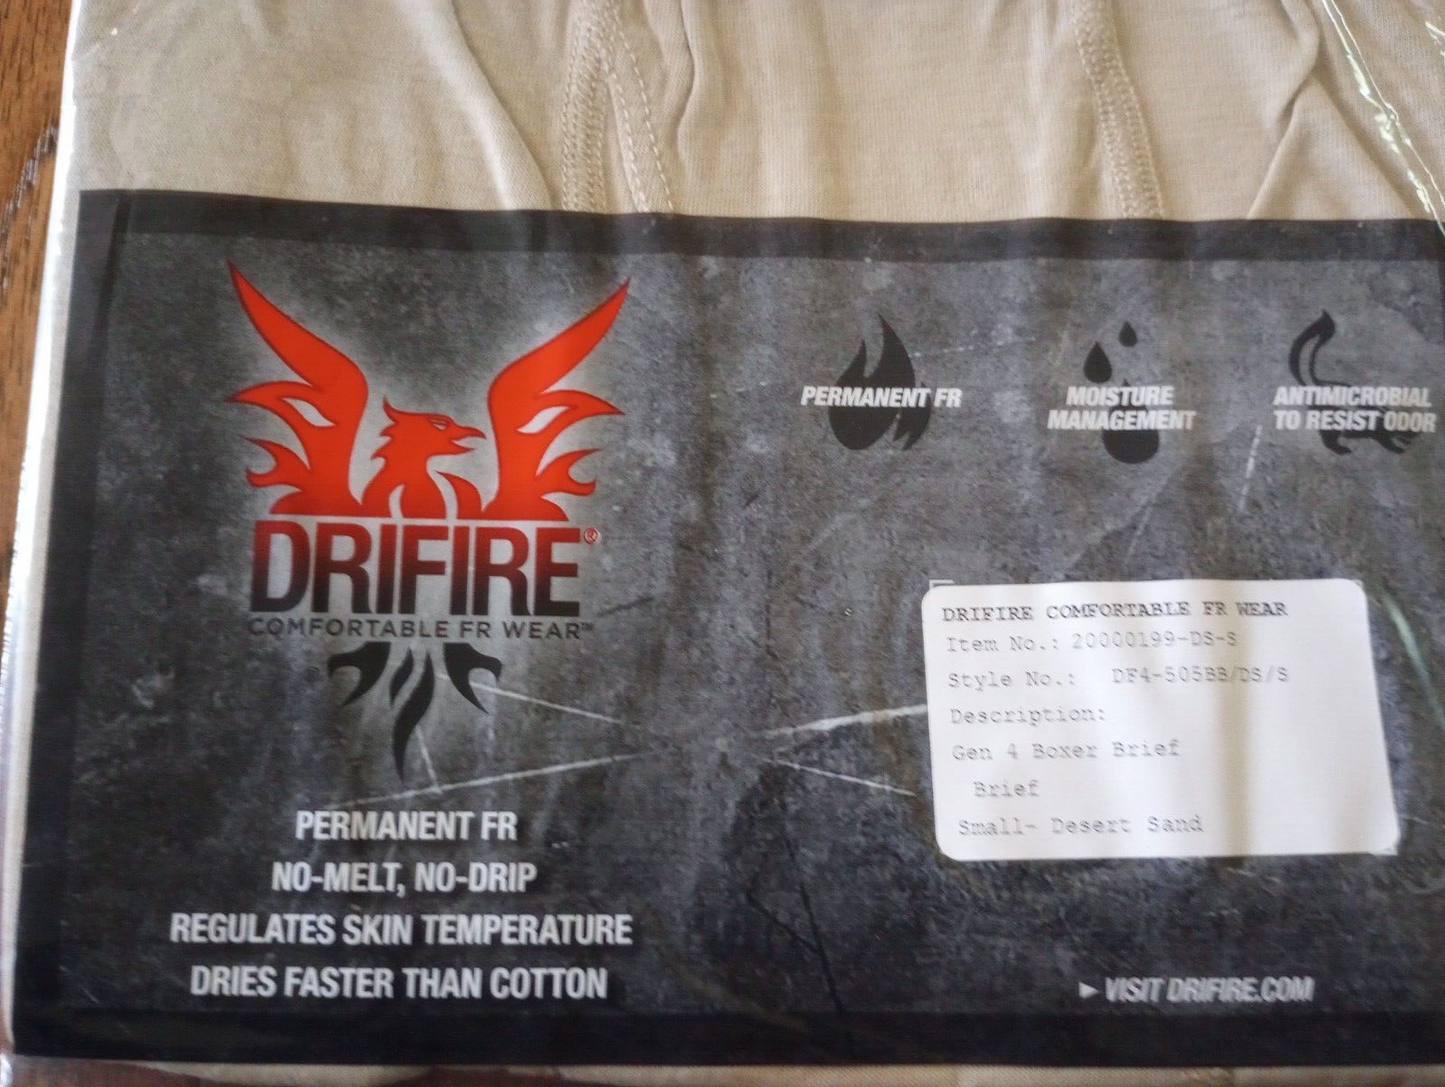 DRIFIRE®
COMFORTABLE FR WEAR™
PERMANENT FR
NO-MELT, NO-DRIP
REGULATES SKIN TEMPERATURE
DRIES FASTER THAN COTTON
PERMANENT FR
MOISTURE
MANAGEMENT
ANTIMICROBIAL
TO RESIST ODOR
DRIFIRE COMFORTABLE FR WEAR
Item No.: 20000199-DS-S
Style No.: DF4-505BB/DS/S
Description:
Gen 4 Boxer Brief
Brief
Small- Desert Sand
VISIT DRIFIRE.COM